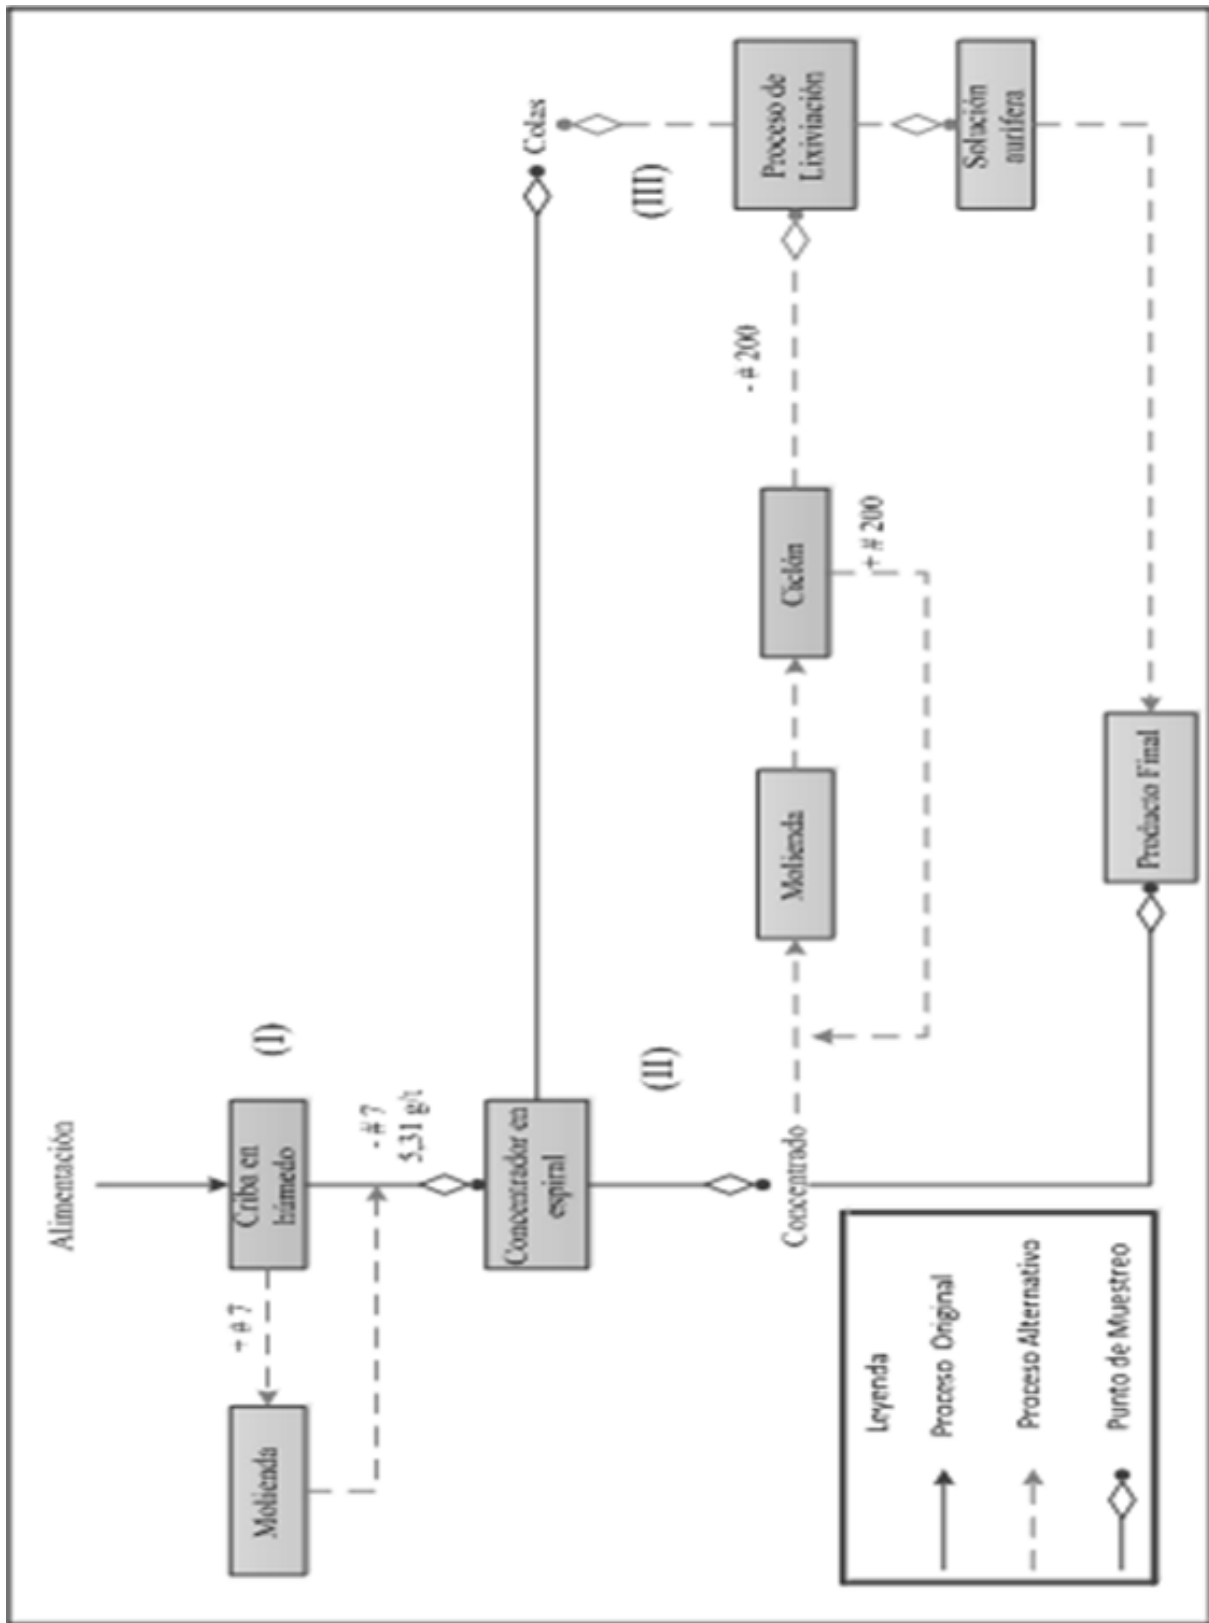 Alimentación
Molienda
+ # 7
Criba en
húmedo
(I)
- # 7
5,31 g/t
Concentrador en
espiral
Colas
(II)
(III)
Concentrado
Molienda
Ciclón
- # 200
+ # 200
Proceso de
Lixiviación
Solución
aurífera
Producto Final
Leyenda
Proceso Original
Proceso Alternativo
Punto de Muestreo